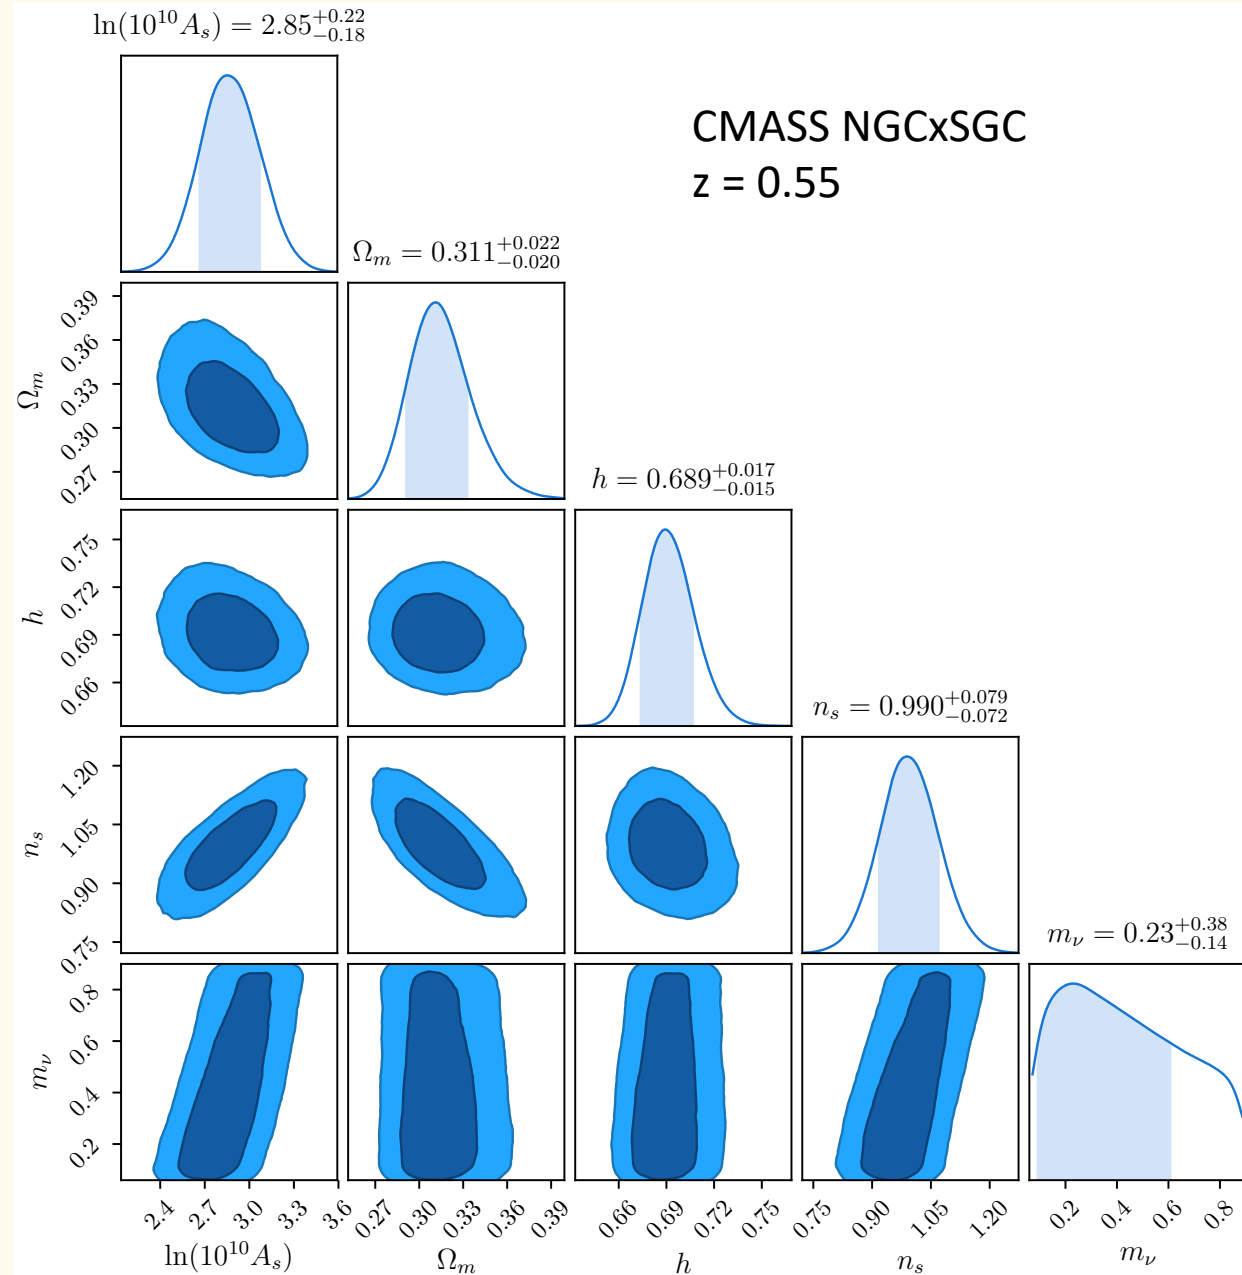 ln(10^{10}A_s) = 2.85^{+0.22}_{-0.18}
CMASS NGCxSGC
z = 0.55
Ω_m = 0.311^{+0.022}_{-0.020}
0.39
0.36
0.33
0.30
0.27
Ω_m
h = 0.689^{+0.017}_{-0.015}
0.75
0.72
0.69
0.66
h
n_s = 0.990^{+0.079}_{-0.072}
1.20
1.05
0.90
0.75
n_s
m_ν = 0.23^{+0.38}_{-0.14}
0.8
0.6
0.4
0.2
m_ν
2.4 2.7 3.0 3.3 3.6
0.27 0.30 0.33 0.36 0.39
0.66 0.69 0.72 0.75
0.75 0.90 1.05 1.20
0.2 0.4 0.6 0.8
ln(10^{10}A_s) Ω_m h n_s m_ν